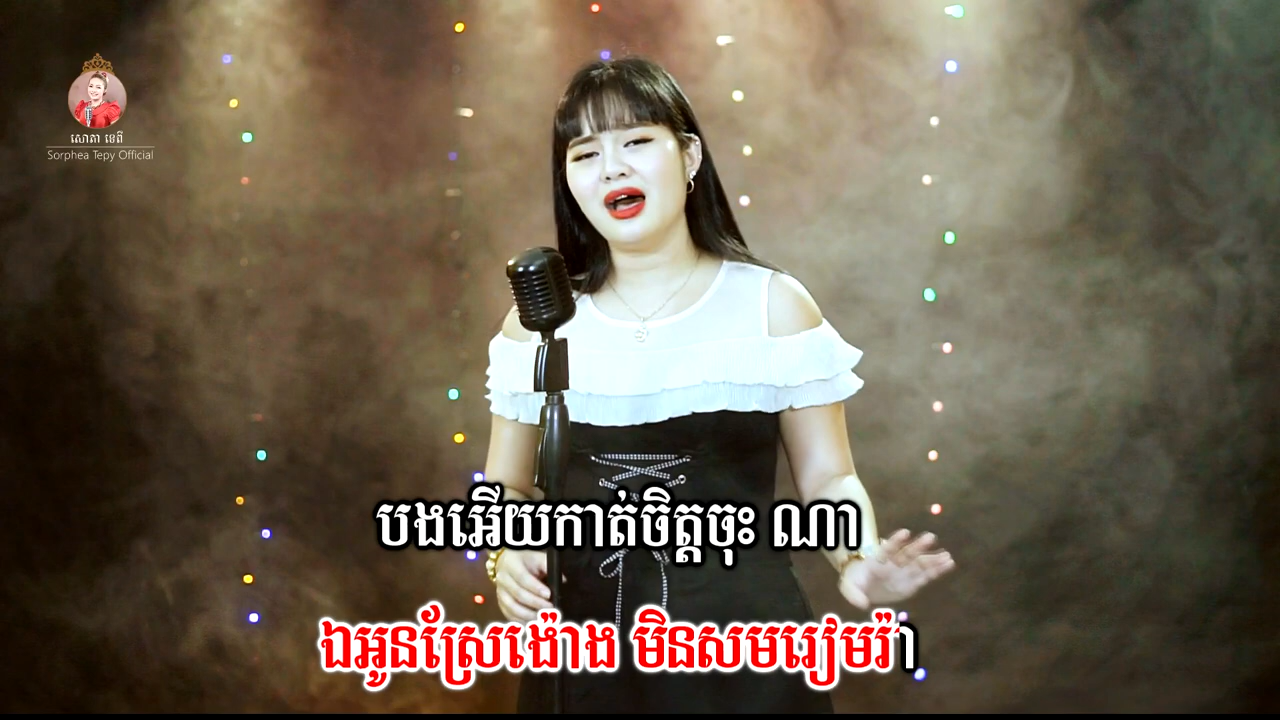 សោភា ទេពី
Sorphea Tepy Official
បងអើយកាត់ចិត្តចុះ ណា
ឯអូនស្រែង៉ោង មិនសមរៀមរ៉ា